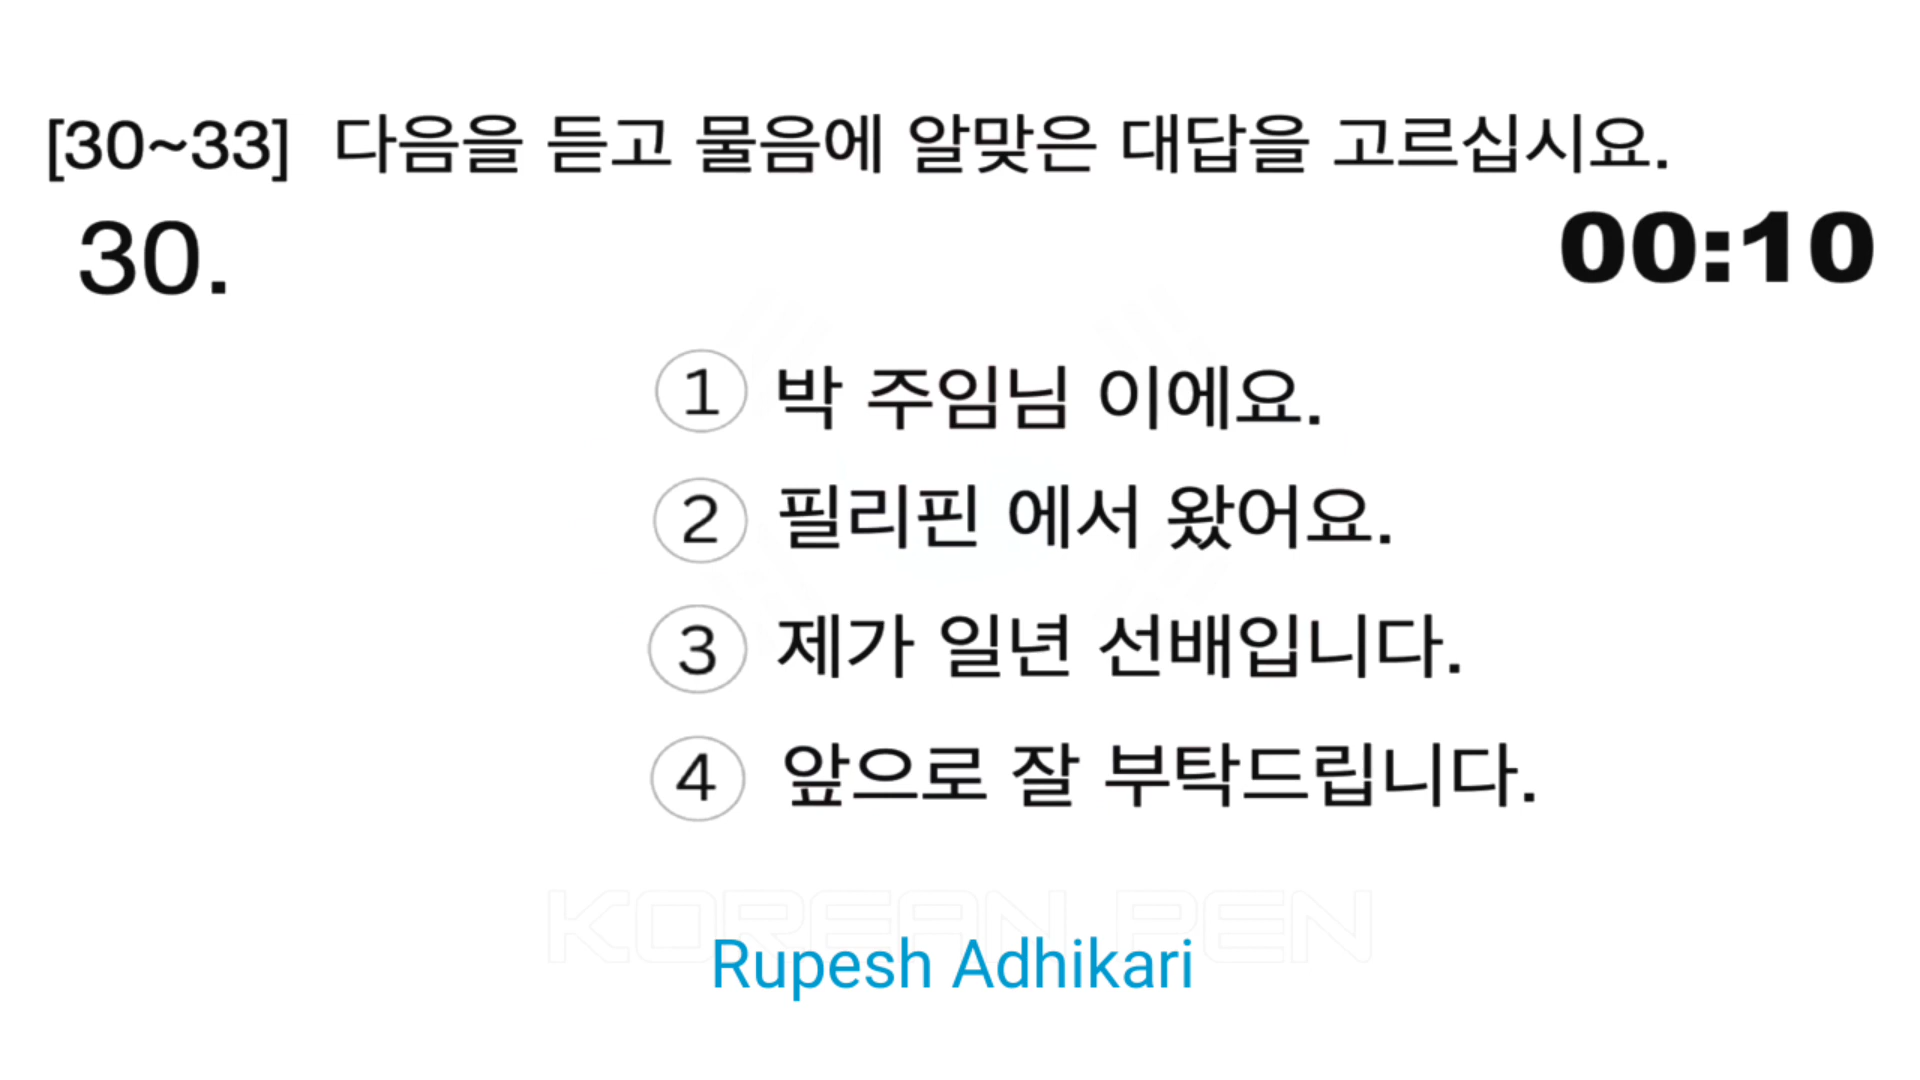 [30~33] 다음을 듣고 물음에 알맞은 대답을 고르십시요.
30.
00:10
① 박 주임님 이에요.
② 필리핀 에서 왔어요.
③ 제가 일년 선배입니다.
④ 앞으로 잘 부탁드립니다.
KOREAN PEN
Rupesh Adhikari